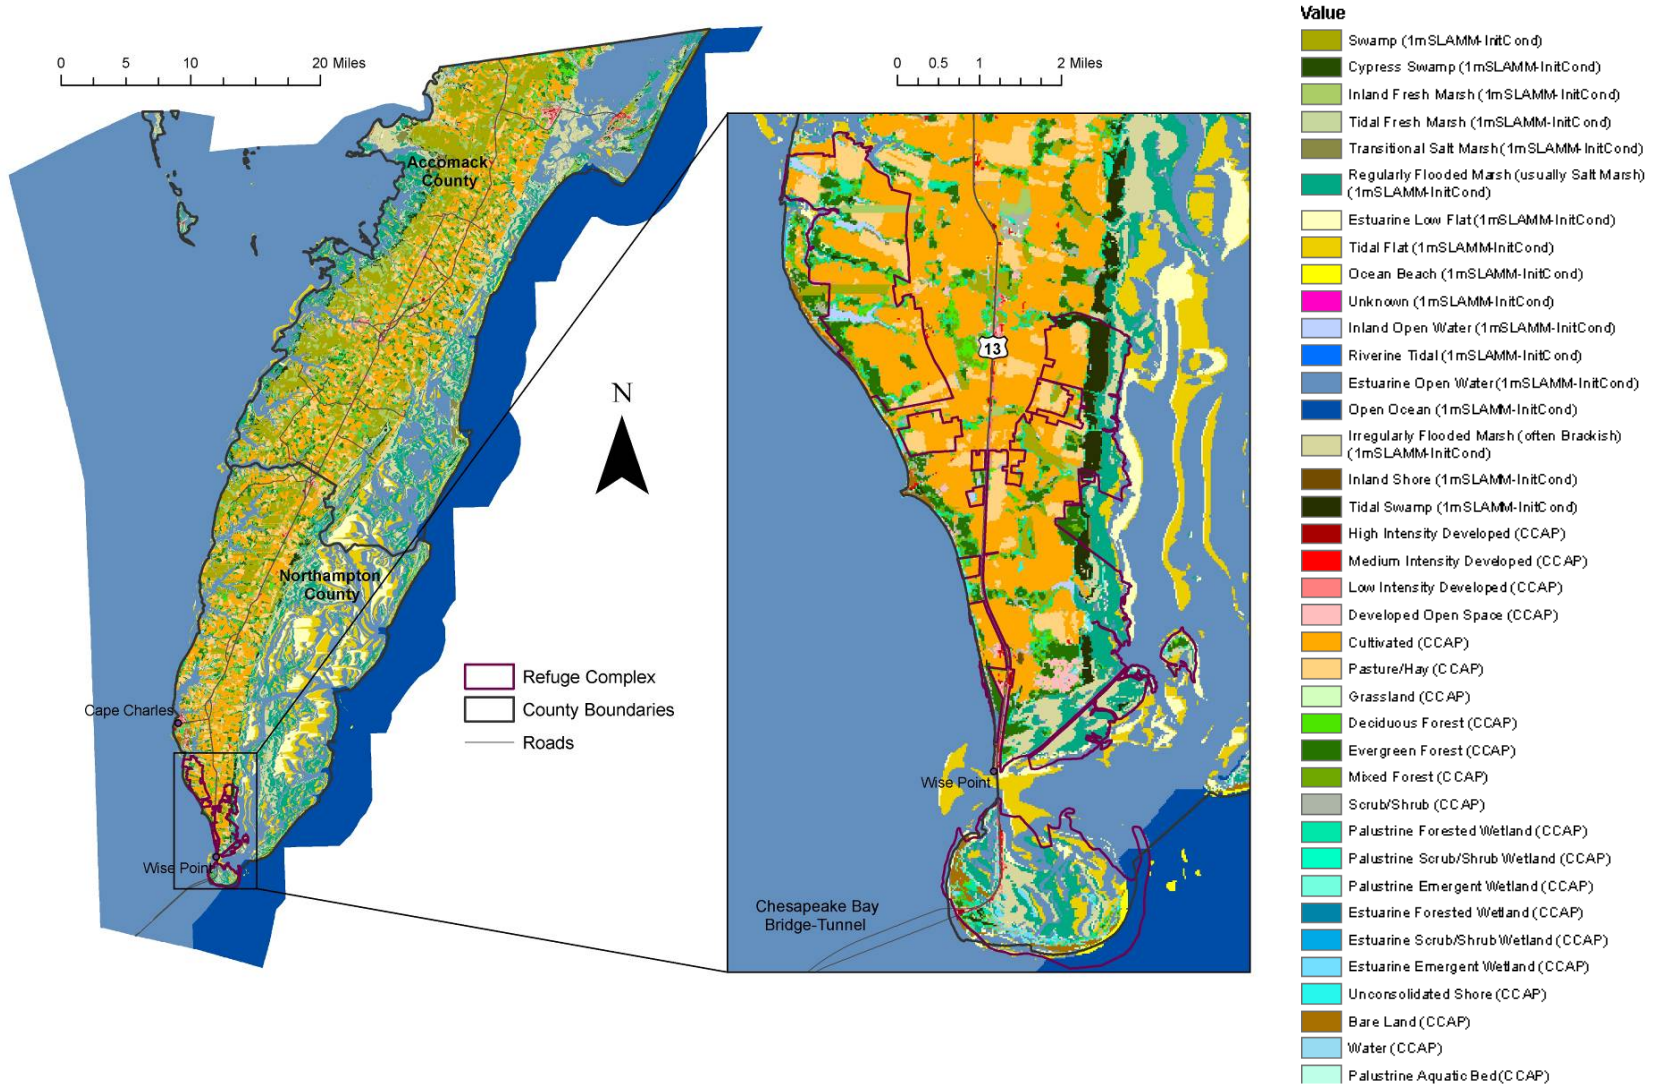 0 5 10 20 Miles
Accomack
County
Northampton
County
Cape Charles
Wise Point
N
Refuge Complex
County Boundaries
Roads
0 0.5 1 2 Miles
13
Wise Point
Chesapeake Bay
Bridge-Tunnel
Value
Swamp (1mSLAMM-InitCond)
Cypress Swamp (1mSLAMM-InitCond)
Inland Fresh Marsh (1mSLAMM-InitCond)
Tidal Fresh Marsh (1mSLAMM-InitCond)
Transitional Salt Marsh (1mSLAMM-InitCond)
Regularly Flooded Marsh (usually Salt Marsh)
(1mSLAMM-InitCond)
Estuarine Low Flat (1mSLAMM-InitCond)
Tidal Flat (1mSLAMM-InitCond)
Ocean Beach (1mSLAMM-InitCond)
Unknown (1mSLAMM-InitCond)
Inland Open Water (1mSLAMM-InitCond)
Riverine Tidal (1mSLAMM-InitCond)
Estuarine Open Water (1mSLAMM-InitCond)
Open Ocean (1mSLAMM-InitCond)
Irregularly Flooded Marsh (often Brackish)
(1mSLAMM-InitCond)
Inland Shore (1mSLAMM-InitCond)
Tidal Swamp (1mSLAMM-InitCond)
High Intensity Developed (CCAP)
Medium Intensity Developed (CCAP)
Low Intensity Developed (CCAP)
Developed Open Space (CCAP)
Cultivated (CCAP)
Pasture/Hay (CCAP)
Grassland (CCAP)
Deciduous Forest (CCAP)
Evergreen Forest (CCAP)
Mixed Forest (CCAP)
Scrub/Shrub (CCAP)
Palustrine Forested Wetland (CCAP)
Palustrine Scrub/Shrub Wetland (CCAP)
Palustrine Emergent Wetland (CCAP)
Estuarine Forested Wetland (CCAP)
Estuarine Scrub/Shrub Wetland (CCAP)
Estuarine Emergent Wetland (CCAP)
Unconsolidated Shore (CCAP)
Bare Land (CCAP)
Water (CCAP)
Palustrine Aquatic Bed (CCAP)